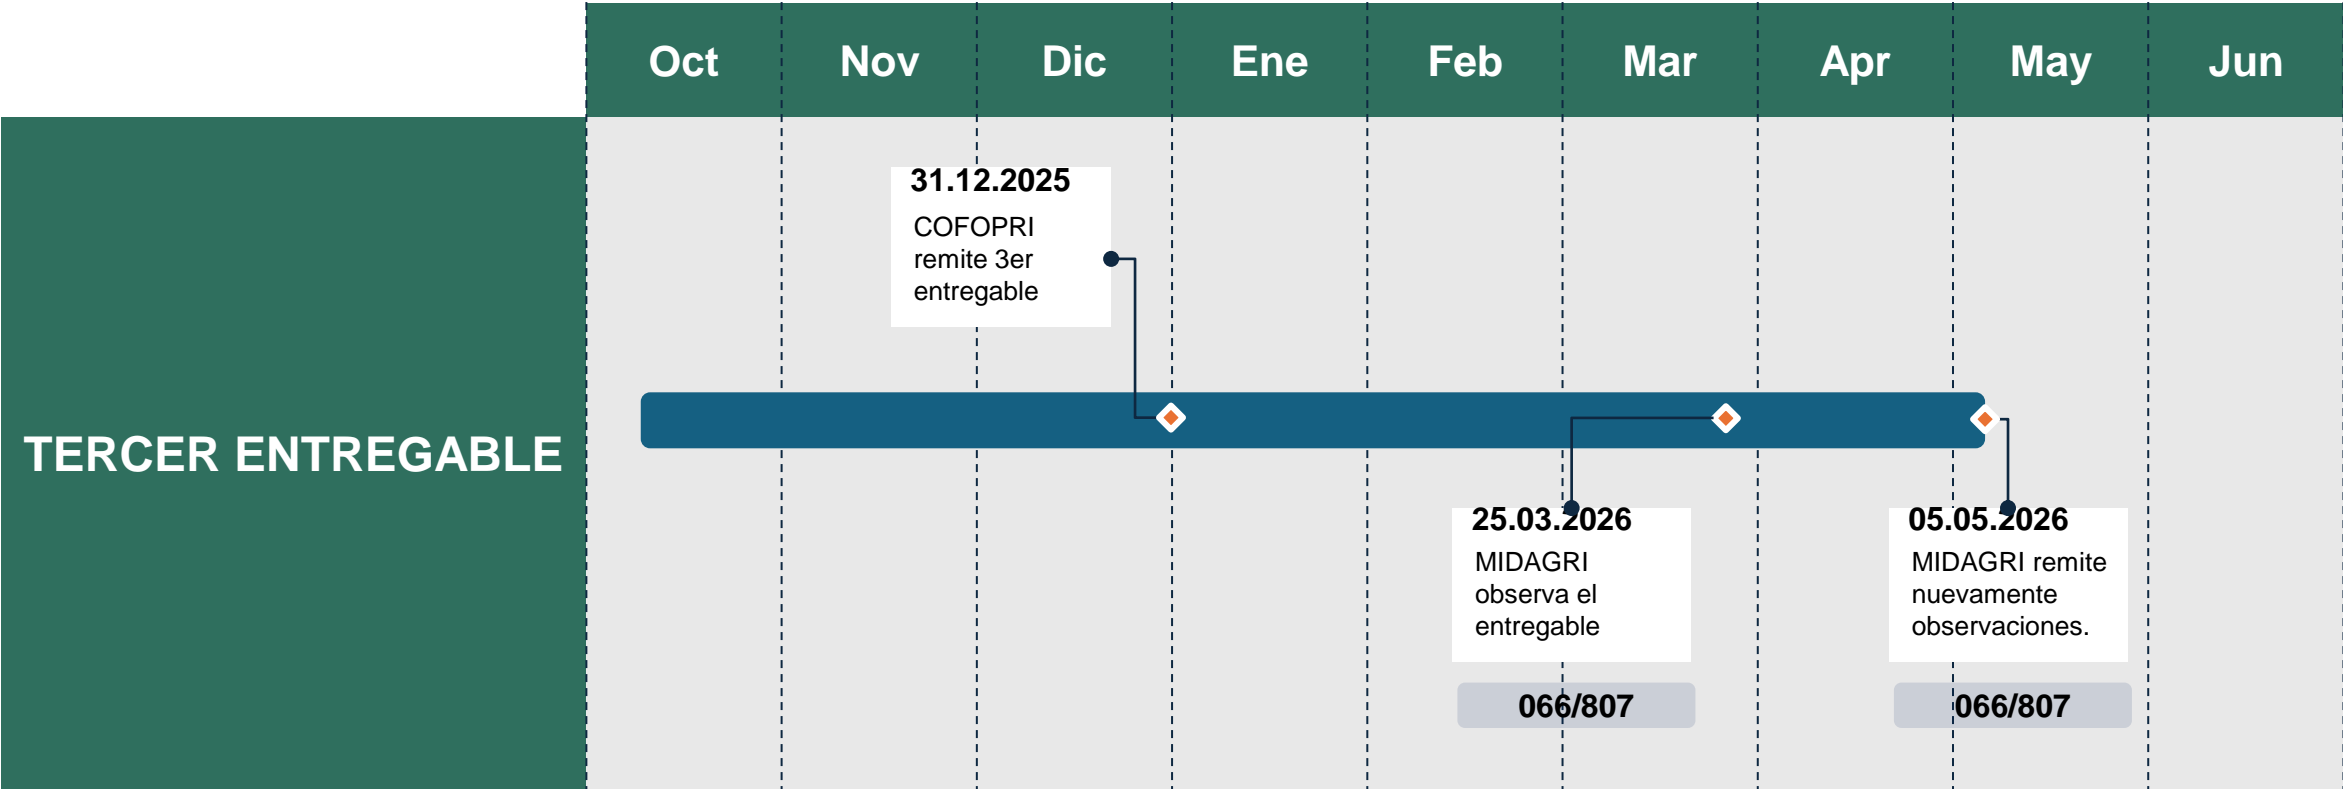 Oct Nov Dic Ene Feb Mar Apr May Jun
TERCER ENTREGABLE
31.12.2025
COFOPRI
remite 3er
entregable
25.03.2026
MIDAGRI
observa el
entregable
066/807
05.05.2026
MIDAGRI remite
nuevamente
observaciones.
066/807